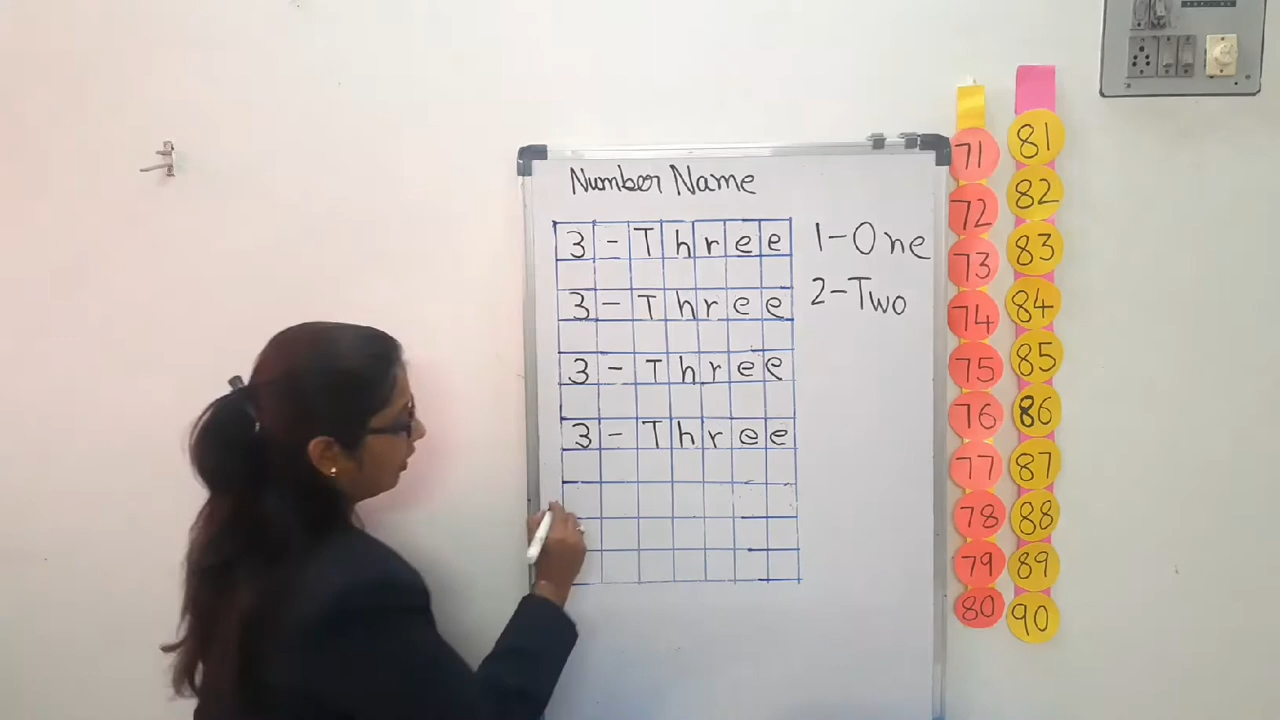 Number Name
3 - Three
3 - Three
3 - Three
3 - Three
1 - One
2 - Two
71
72
73
74
75
76
77
78
79
80
81
82
83
84
85
86
87
88
89
90